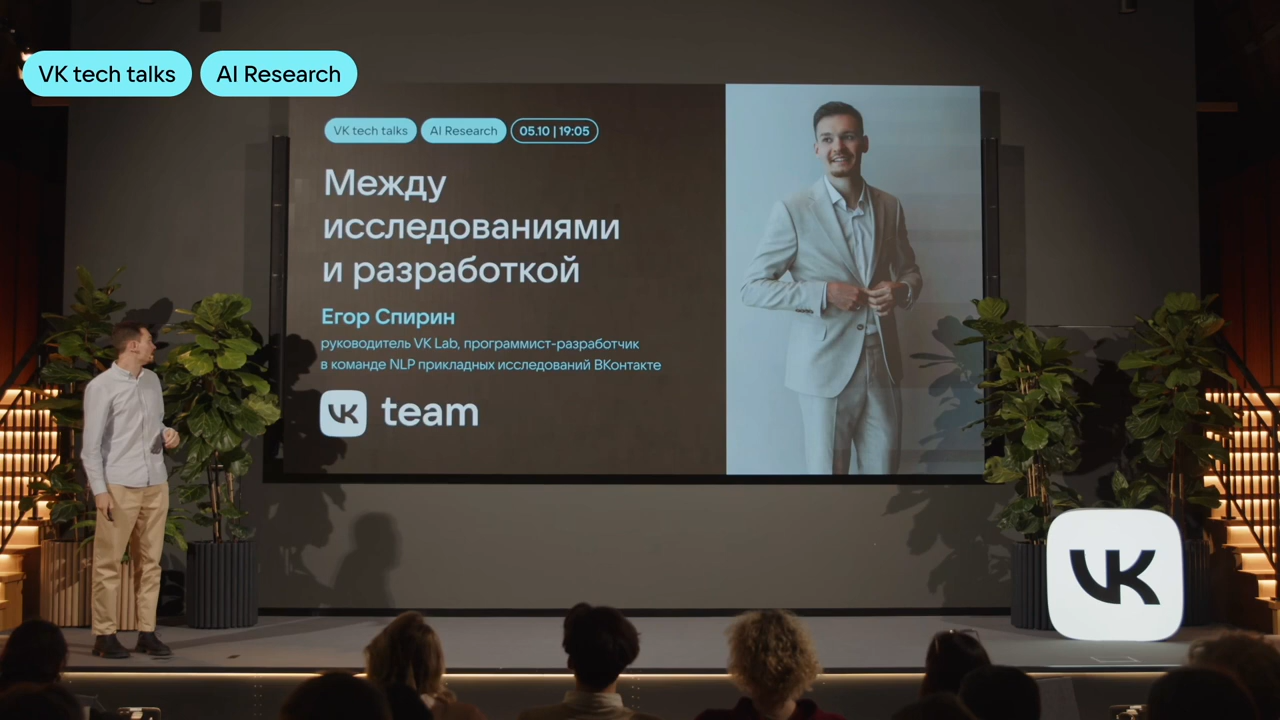 VK tech talks
AI Research
VK tech talks
AI Research
05.10 | 19:05
Между
исследованиями
и разработкой
Егор Спирин
руководитель VK Lab, программист-разработчик
в команде NLP прикладных исследований ВКонтакте
VK team
VK